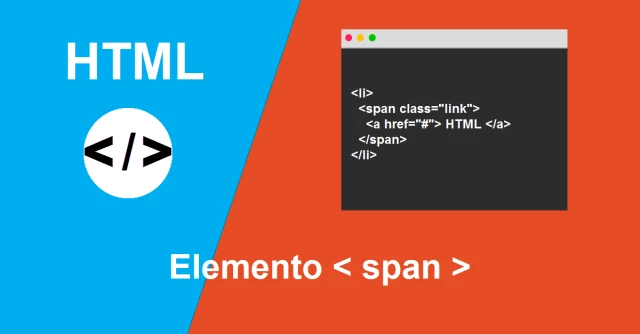 HTML
</>
<li>
<span class="link">
<a href="#"> HTML </a>
</span>
</li>
Elemento < span >